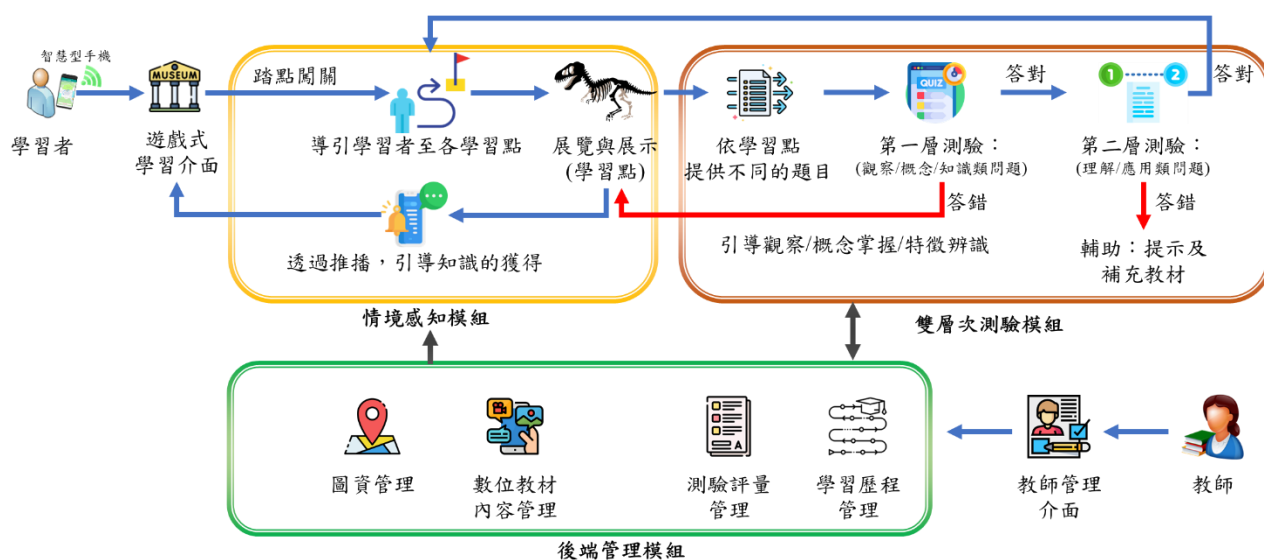 智慧型手機
學習者
MUSEUM
遊戲式
學習介面
踏點闖關
導引學習者至各學習點
展覽與展示
(學習點)
透過推播，引導知識的獲得
情境感知模組
依學習點
提供不同的題目
QUIZ
第一層測驗：
(觀察/概念/知識類問題)
答對
1
2
第二層測驗：
(理解/應用類問題)
答對
答錯
答錯
引導觀察/概念掌握/特徵辨識
輔助：提示及
補充教材
雙層次測驗模組
圖資管理
數位教材
內容管理
A
測驗評量
管理
學習歷程
管理
後端管理模組
教師管理
介面
教師